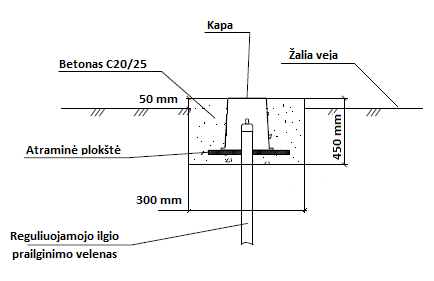 Kapa
Žalia veja
Betonas C20/25
50 mm
450 mm
Atraminė plokštė
300 mm
Reguliuojamojo ilgio
prailginimo velenas